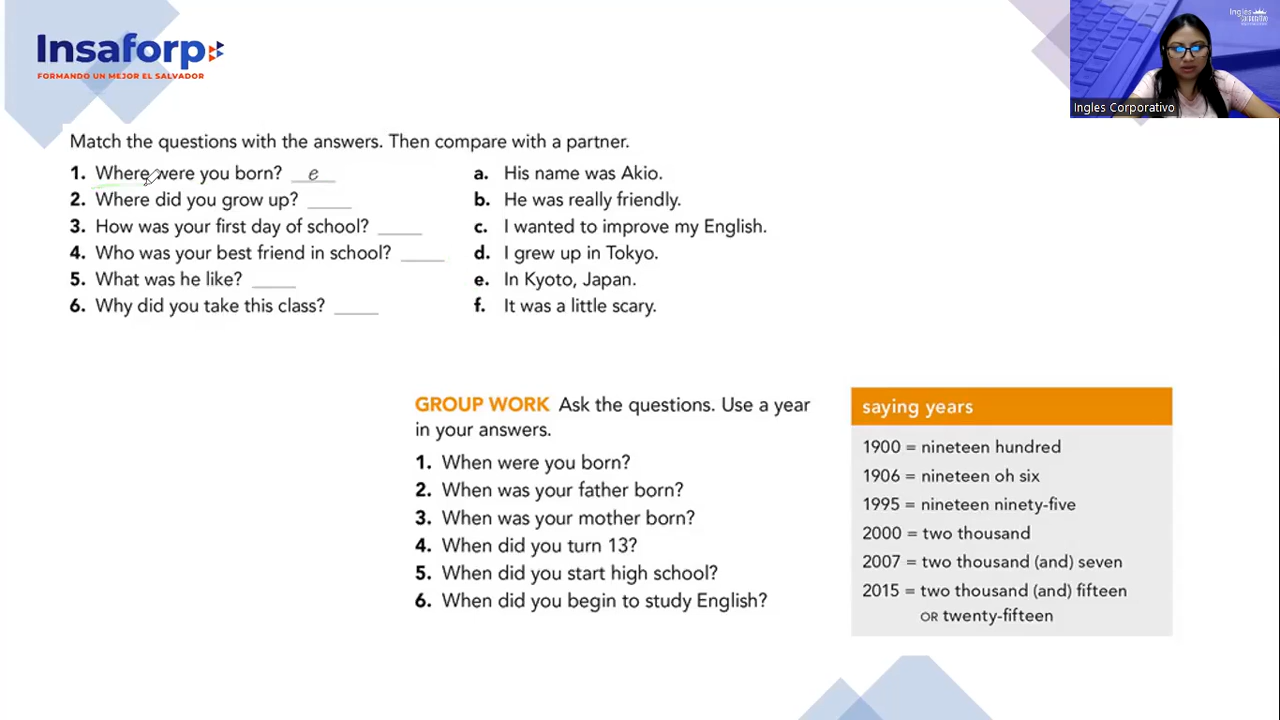 Insaforp
FORMANDO UN MEJOR EL SALVADOR
Ingles Corporativo
Match the questions with the answers. Then compare with a partner.
1. Where were you born? e
2. Where did you grow up? ____
3. How was your first day of school? ____
4. Who was your best friend in school? ____
5. What was he like? ____
6. Why did you take this class? ____
a. His name was Akio.
b. He was really friendly.
c. I wanted to improve my English.
d. I grew up in Tokyo.
e. In Kyoto, Japan.
f. It was a little scary.
GROUP WORK Ask the questions. Use a year
in your answers.
1. When were you born?
2. When was your father born?
3. When was your mother born?
4. When did you turn 13?
5. When did you start high school?
6. When did you begin to study English?
saying years
1900 = nineteen hundred
1906 = nineteen oh six
1995 = nineteen ninety-five
2000 = two thousand
2007 = two thousand (and) seven
2015 = two thousand (and) fifteen
OR twenty-fifteen